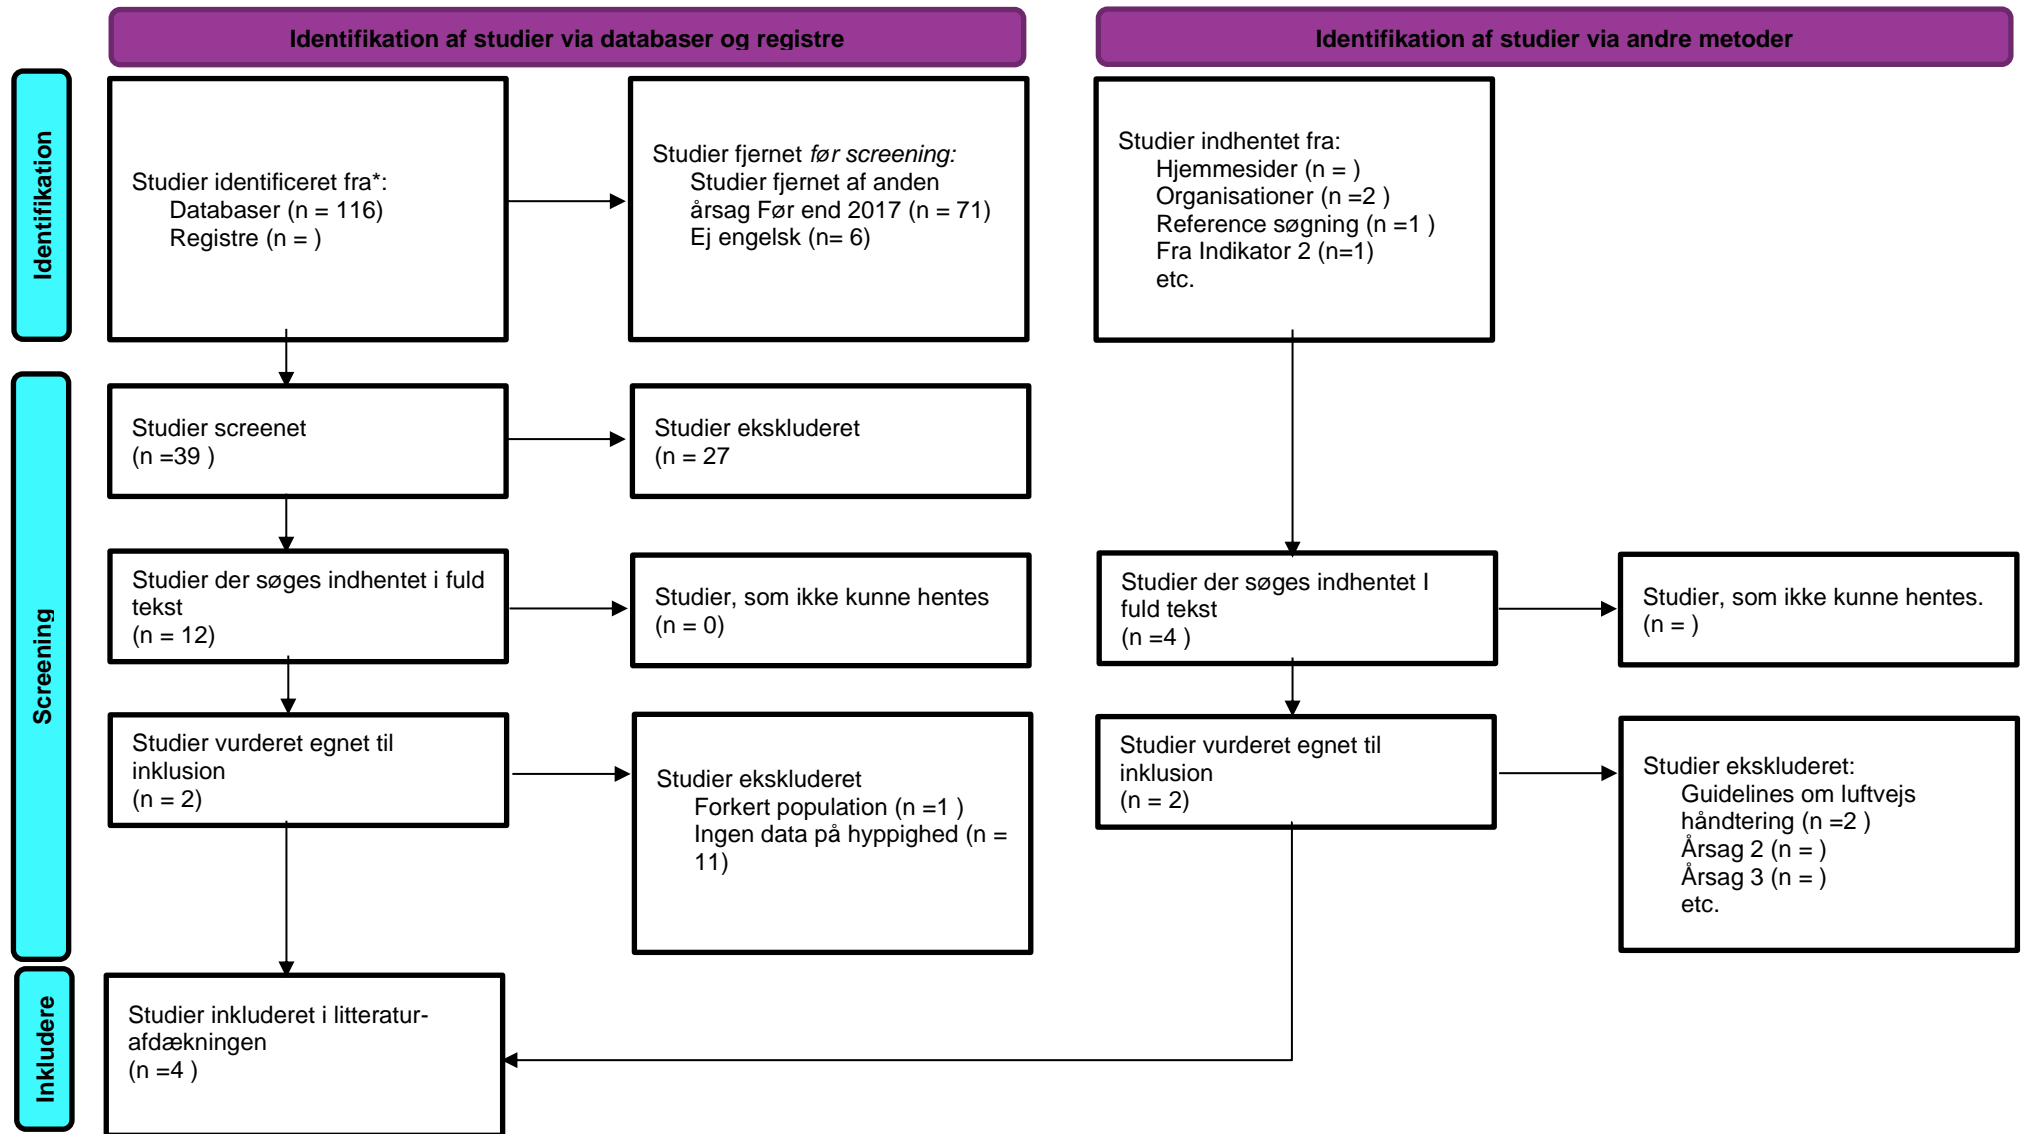 Identifikation af studier via databaser og registre
Identifikation af studier via andre metoder
Identifikation
Studier identificeret fra*:
Databaser (n = 116)
Registre (n = )
Studier fjernet før screening:
Studier fjernet af anden
årsag Før end 2017 (n = 71)
Ej engelsk (n= 6)
Studier indhentet fra:
Hjemmesider (n = )
Organisationer (n =2 )
Reference søgning (n =1 )
Fra Indikator 2 (n=1)
etc.
Screening
Studier screenet
(n =39 )
Studier ekskluderet
(n = 27
Studier der søges indhentet i fuld
tekst
(n = 12)
Studier, som ikke kunne hentes
(n = 0)
Studier der søges indhentet I
fuld tekst
(n =4 )
Studier, som ikke kunne hentes.
(n = )
Studier vurderet egnet til
inklusion
(n = 2)
Studier ekskluderet
Forkert population (n =1 )
Ingen data på hyppighed (n =
11)
Studier vurderet egnet til
inklusion
(n = 2)
Studier ekskluderet:
Guidelines om luftvejs
håndtering (n =2 )
Årsag 2 (n = )
Årsag 3 (n = )
etc.
Inkludere
Studier inkluderet i litteratur-
afdækningen
(n =4 )